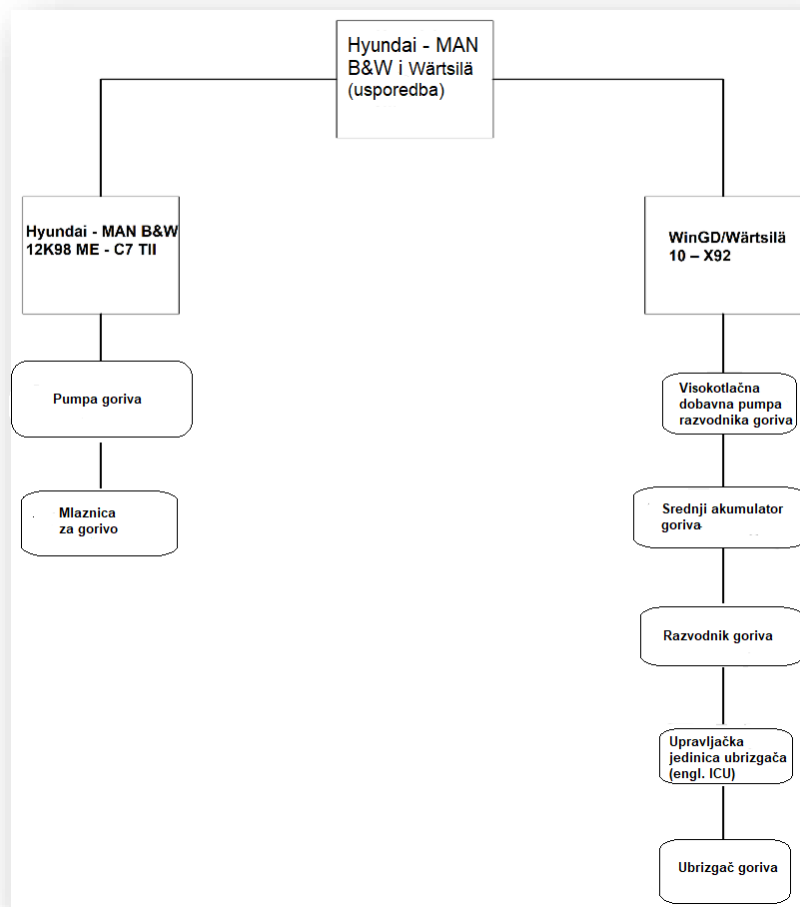 Hyundai - MAN
B&W i Wärtsilä
(usporedba)
Hyundai - MAN B&W
12K98 ME - C7 TII
Pumpa goriva
Mlaznica
za gorivo
WinGD/Wärtsilä
10 – X92
Visokotlačna
dobavna pumpa
razvodnika goriva
Srednji akumulator
goriva
Razvodnik goriva
Upravljačka
jedinica ubrizgača
(engl. ICU)
Ubrizgač goriva